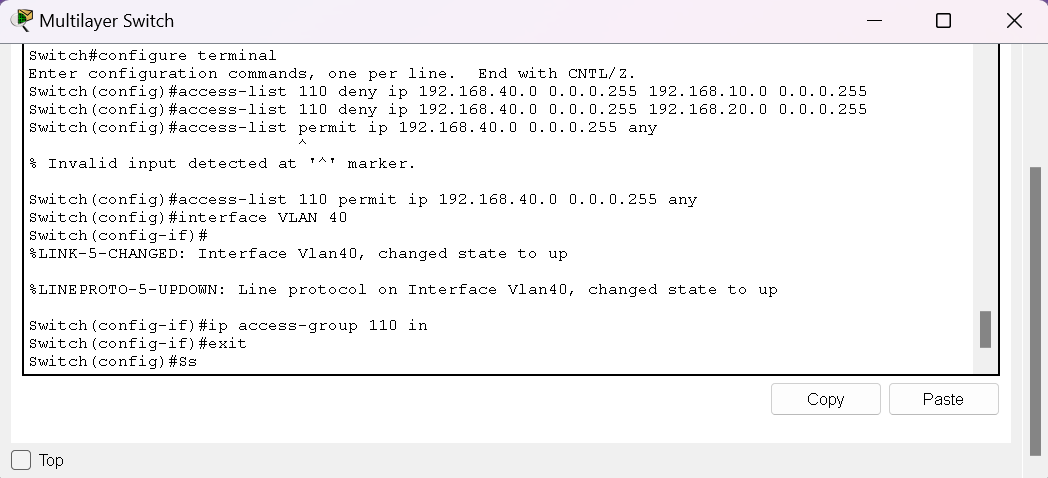 Multilayer Switch
Switch#configure terminal
Enter configuration commands, one per line.  End with CNTL/Z.
Switch(config)#access-list 110 deny ip 192.168.40.0 0.0.0.255 192.168.10.0 0.0.0.255
Switch(config)#access-list 110 deny ip 192.168.40.0 0.0.0.255 192.168.20.0 0.0.0.255
Switch(config)#access-list permit ip 192.168.40.0 0.0.0.255 any
^
% Invalid input detected at '^' marker.
Switch(config)#access-list 110 permit ip 192.168.40.0 0.0.0.255 any
Switch(config)#interface VLAN 40
Switch(config-if)#
%LINK-5-CHANGED: Interface Vlan40, changed state to up
%LINEPROTO-5-UPDOWN: Line protocol on Interface Vlan40, changed state to up
Switch(config-if)#ip access-group 110 in
Switch(config-if)#exit
Switch(config)#Ss
Copy
Paste
Top